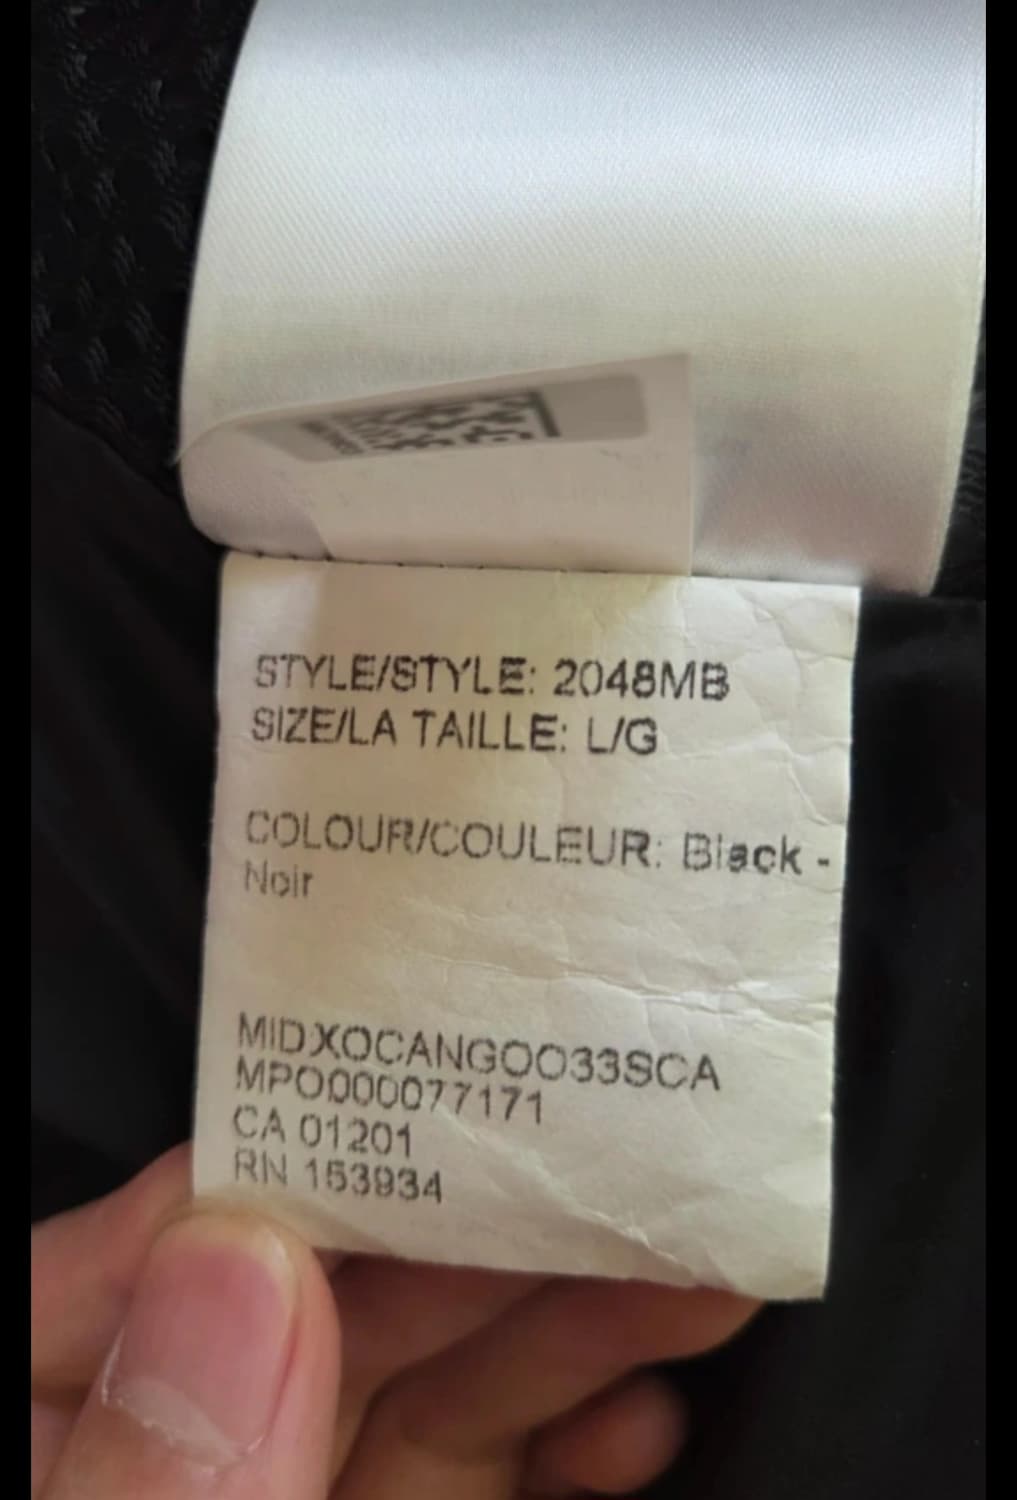 STYLE/STYLE: 2048MB
SIZE/LA TAILLE: L/G
COLOUR/COULEUR: Black -
Noir
MIDXOCANGOO33SCA
MPO000077171
CA 01201
RN 153934